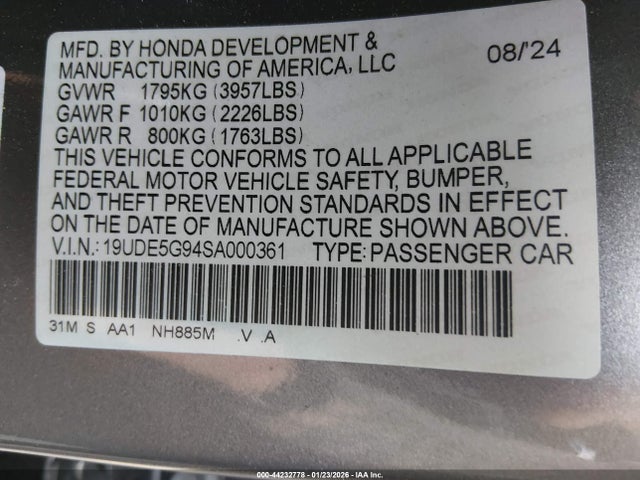 MFD. BY HONDA DEVELOPMENT &
MANUFACTURING OF AMERICA, LLC 08/'24
GVWR 1795KG (3957LBS)
GAWR F 1010KG (2226LBS)
GAWR R 800KG (1763LBS)
THIS VEHICLE CONFORMS TO ALL APPLICABLE
FEDERAL MOTOR VEHICLE SAFETY, BUMPER,
AND THEFT PREVENTION STANDARDS IN EFFECT
ON THE DATE OF MANUFACTURE SHOWN ABOVE.
V.I.N.:19UDE5G94SA000361 TYPE:PASSENGER CAR
31M S AA1 NH885M .V .A
000-44232778 | 01/23/2026 | IAA Inc.